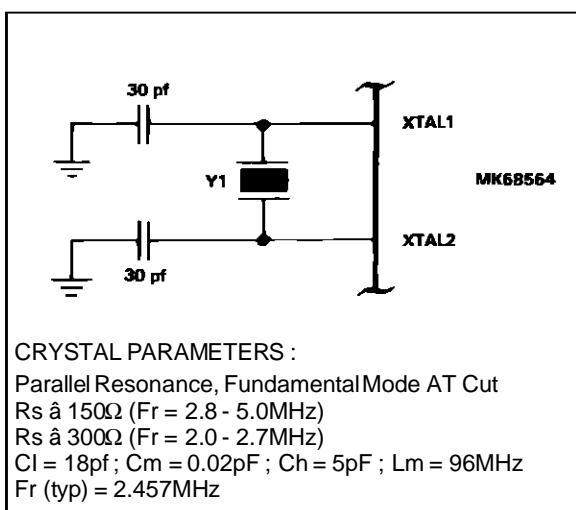 30 pf
XTAL1
Y1
MK68564
XTAL2
30 pf
CRYSTAL PARAMETERS :
Parallel Resonance, Fundamental Mode AT Cut
Rs â 150Ω (Fr = 2.8 - 5.0MHz)
Rs â 300Ω (Fr = 2.0 - 2.7MHz)
Cl = 18pf ; Cm = 0.02pF ; Ch = 5pF ; Lm = 96MHz
Fr (typ) = 2.457MHz